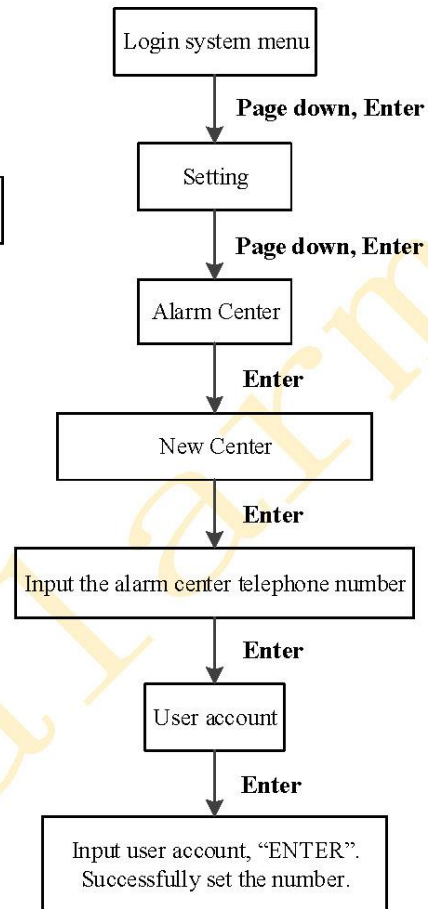 Login system menu
Page down, Enter
Setting
Page down, Enter
Alarm Center
Enter
New Center
Enter
Input the alarm center telephone number
Enter
User account
Enter
Input user account, “ENTER”.
Successfully set the number.
alarm